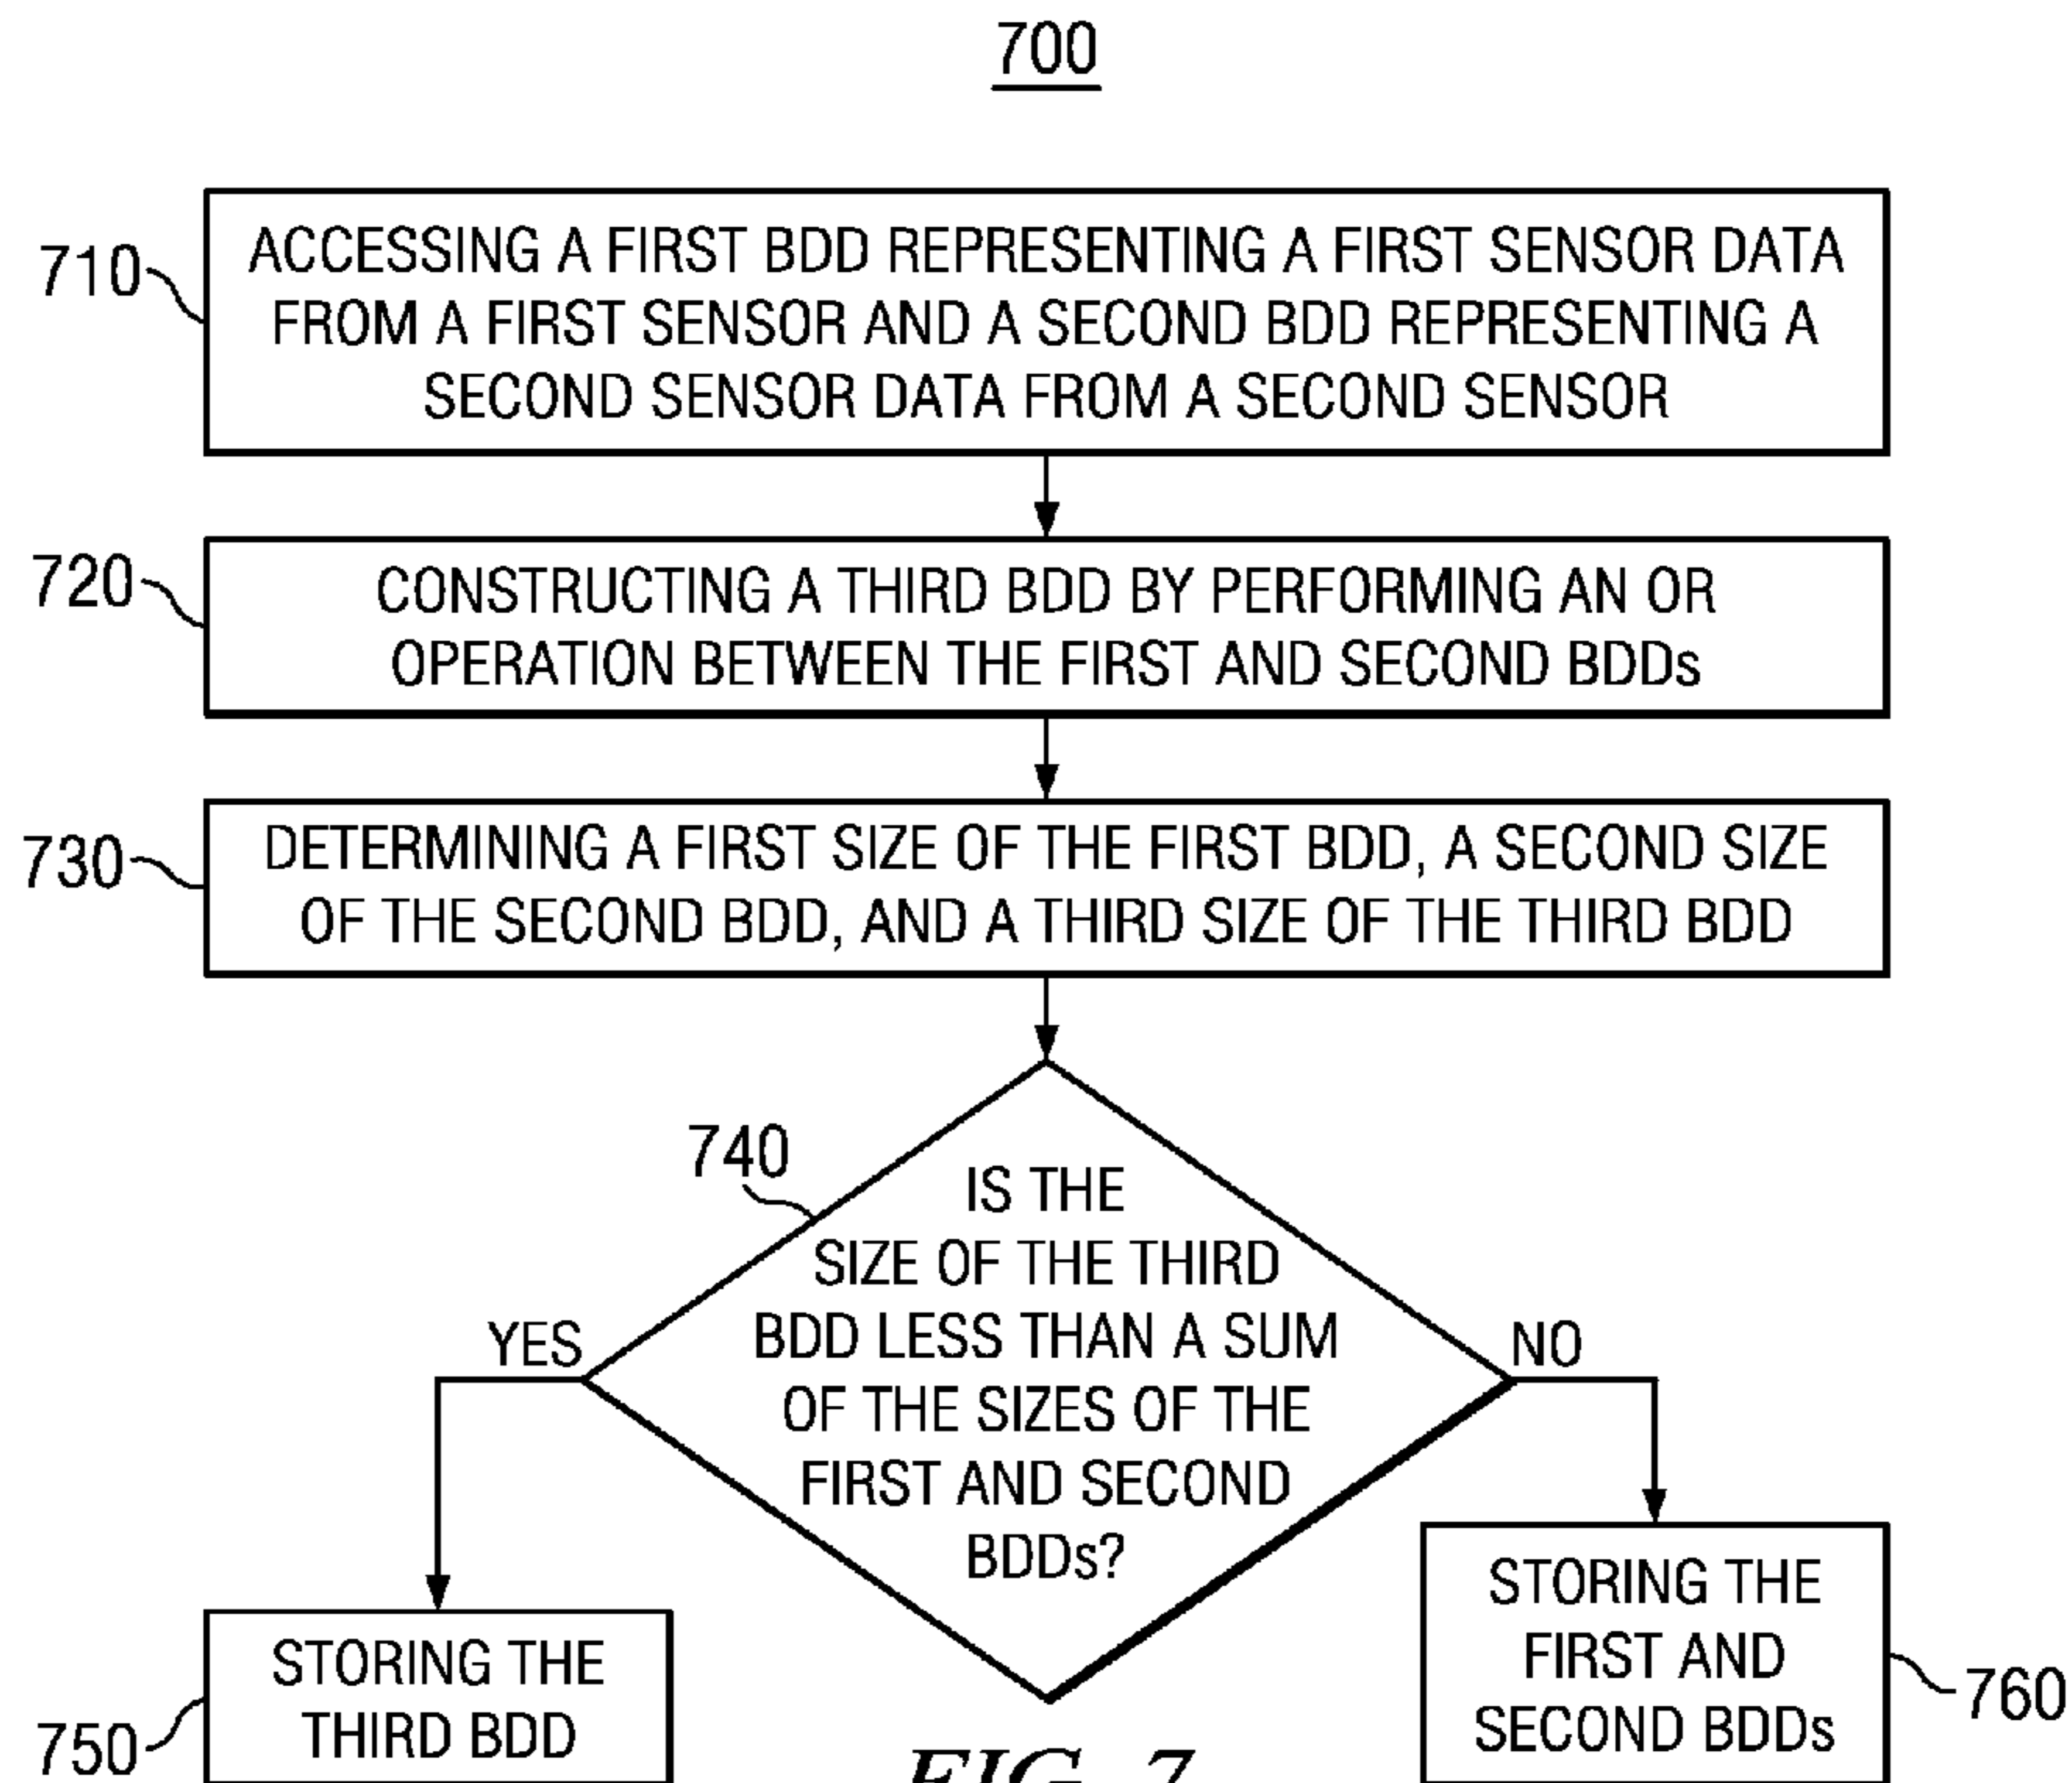 700
710
ACCESSING A FIRST BDD REPRESENTING A FIRST SENSOR DATA
FROM A FIRST SENSOR AND A SECOND BDD REPRESENTING A
SECOND SENSOR DATA FROM A SECOND SENSOR
720
CONSTRUCTING A THIRD BDD BY PERFORMING AN OR
OPERATION BETWEEN THE FIRST AND SECOND BDDs
730
DETERMINING A FIRST SIZE OF THE FIRST BDD, A SECOND SIZE
OF THE SECOND BDD, AND A THIRD SIZE OF THE THIRD BDD
740
IS THE
SIZE OF THE THIRD
BDD LESS THAN A SUM
OF THE SIZES OF THE
FIRST AND SECOND
BDDs?
YES
NO
750
STORING THE
THIRD BDD
STORING THE
FIRST AND
SECOND BDDs
760
FIG. 7